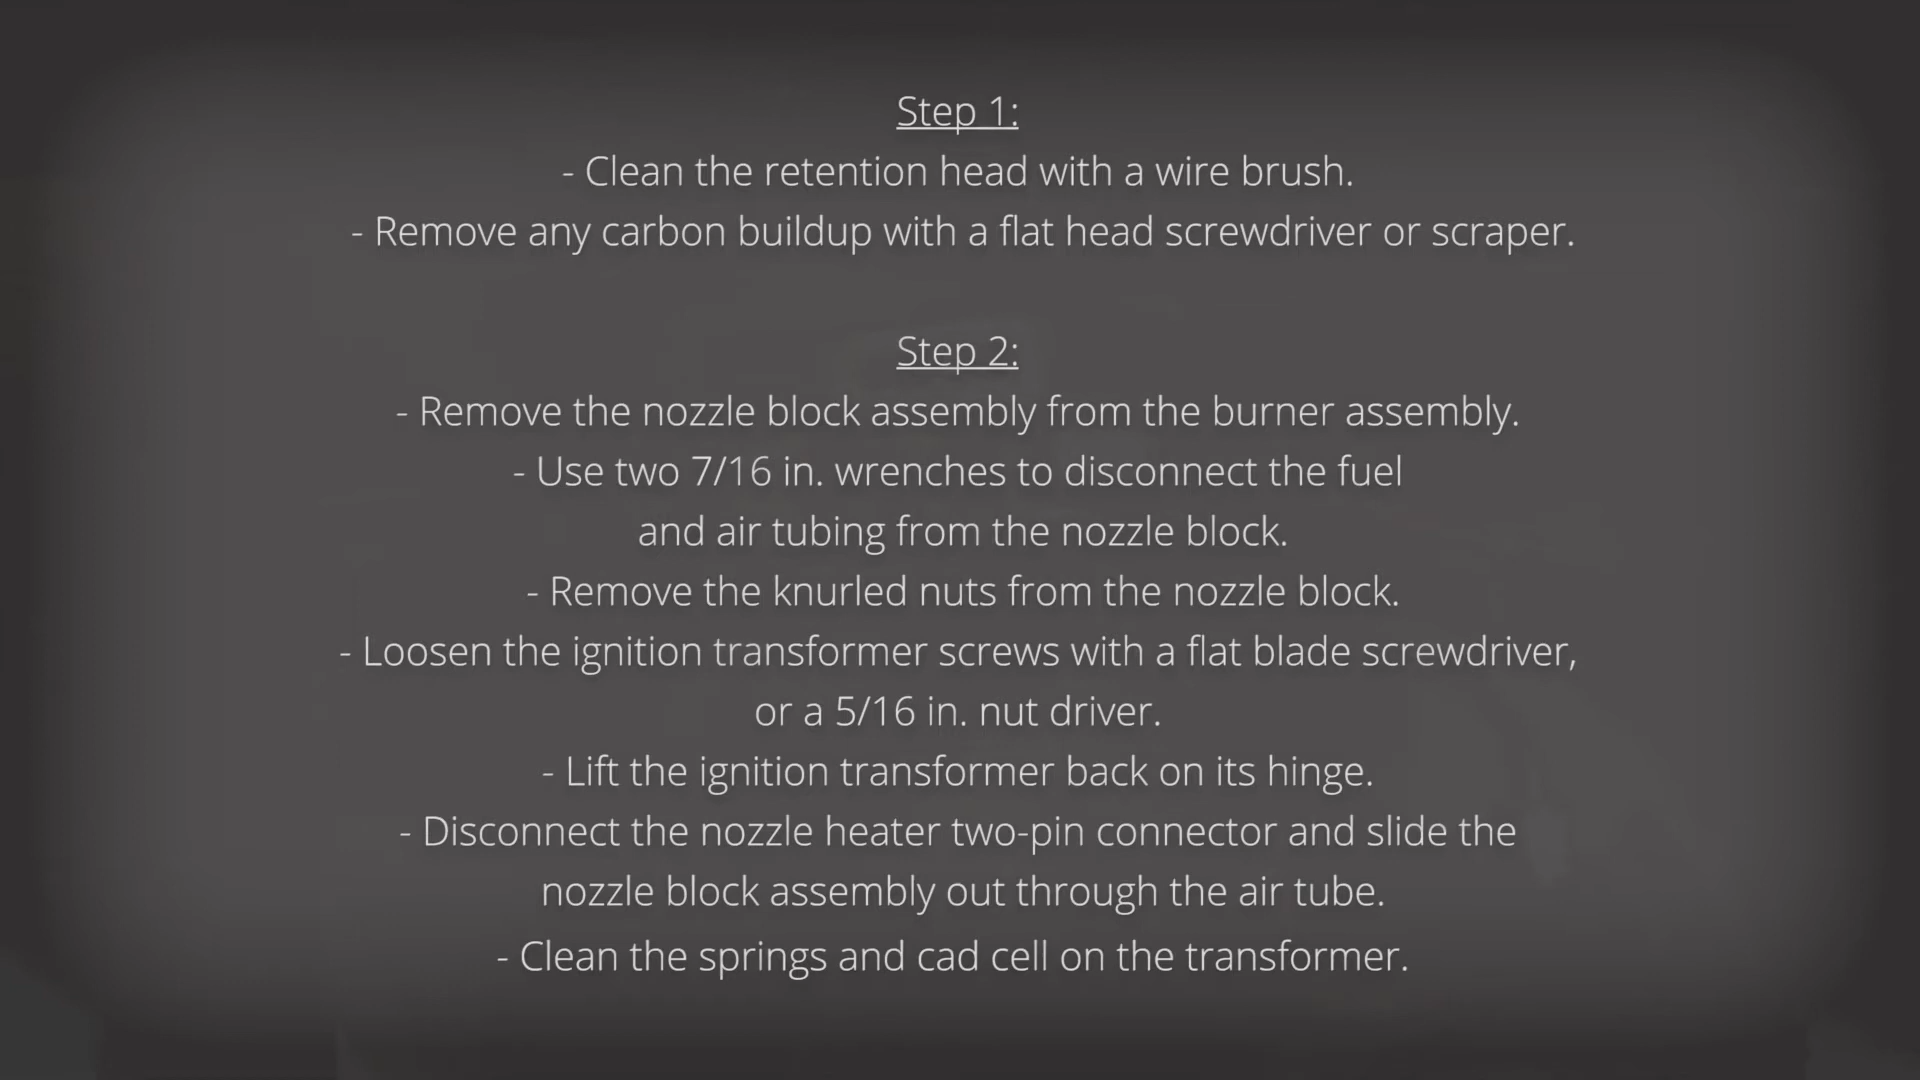 Step 1:
- Clean the retention head with a wire brush.
- Remove any carbon buildup with a flat head screwdriver or scraper.
Step 2:
- Remove the nozzle block assembly from the burner assembly.
- Use two 7/16 in. wrenches to disconnect the fuel
and air tubing from the nozzle block.
- Remove the knurled nuts from the nozzle block.
- Loosen the ignition transformer screws with a flat blade screwdriver,
or a 5/16 in. nut driver.
- Lift the ignition transformer back on its hinge.
- Disconnect the nozzle heater two-pin connector and slide the
nozzle block assembly out through the air tube.
- Clean the springs and cad cell on the transformer.